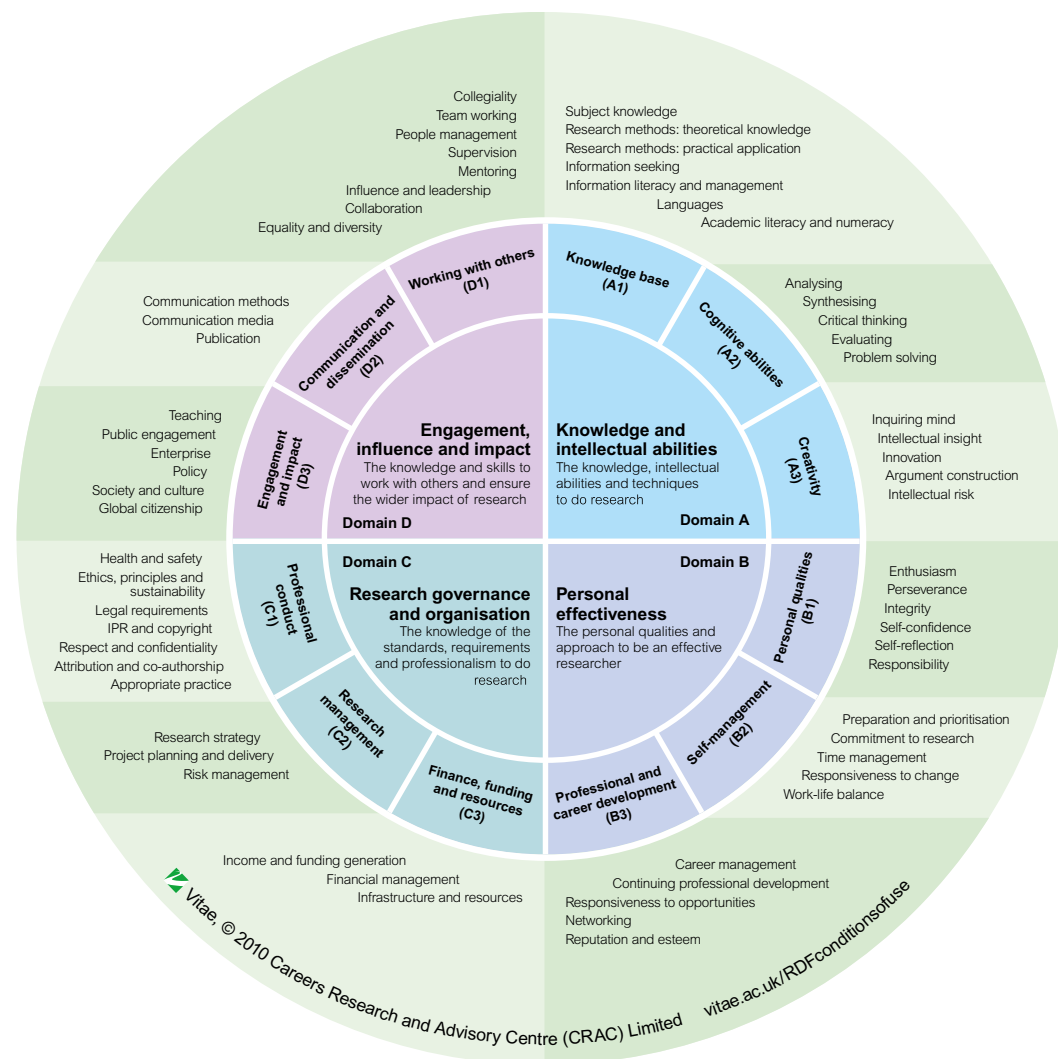 Collegiality
Team working
People management
Supervision
Mentoring
Influence and leadership
Collaboration
Equality and diversity
Subject knowledge
Research methods: theoretical knowledge
Research methods: practical application
Information seeking
Information literacy and management
Languages
Academic literacy and numeracy
Working with others
(D1)
Knowledge base
(A1)
Communication methods
Communication media
Publication
Communication and
dissemination
(D2)
Cognitive abilities
(A2)
Analysing
Synthesising
Critical thinking
Evaluating
Problem solving
Teaching
Public engagement
Enterprise
Policy
Society and culture
Global citizenship
Engagement
and impact
(D3)
Engagement,
influence and impact
The knowledge and skills to
work with others and ensure
the wider impact of research
Domain D
Knowledge and
intellectual abilities
The knowledge, intellectual
abilities and techniques
to do research
Domain A
Creativity
(A3)
Inquiring mind
Intellectual insight
Innovation
Argument construction
Intellectual risk
Health and safety
Ethics, principles and
sustainability
Legal requirements
IPR and copyright
Respect and confidentiality
Attribution and co-authorship
Appropriate practice
Professional
conduct
(C1)
Domain C
Research governance
and organisation
The knowledge of the
standards, requirements
and professionalism to do
research
Domain B
Personal
effectiveness
The personal qualities and
approach to be an effective
researcher
Personal qualities
(B1)
Enthusiasm
Perseverance
Integrity
Self-confidence
Self-reflection
Responsibility
Research strategy
Project planning and delivery
Risk management
Research
management
(C2)
Self-management
(B2)
Preparation and prioritisation
Commitment to research
Time management
Responsiveness to change
Work-life balance
Finance, funding
and resources
(C3)
Professional and
career development
(B3)
Income and funding generation
Financial management
Infrastructure and resources
Career management
Continuing professional development
Responsiveness to opportunities
Networking
Reputation and esteem
Vitae, © 2010 Careers Research and Advisory Centre (CRAC) Limited
vitae.ac.uk/RDFconditionsofuse